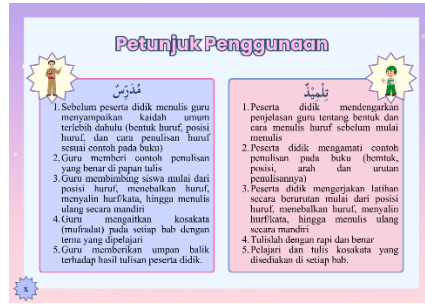 Petunjuk Penggunaan
مُدَرِّسٌ
1. Sebelum peserta didik menulis guru
menyampaikan kaidah umum
terlebih dahulu (bentuk huruf, posisi
huruf, dan cara penulisan huruf
sesuai contoh pada buku)
2. Guru memberi contoh penulisan
yang benar di papan tulis
3. Guru membimbing siswa mulai dari
posisi huruf, menebalkan huruf,
menyalin hurf/kata, hingga menulis
ulang secara mandiri
4. Guru mengaitkan kosakata
(mufradat) pada setiap bab dengan
tema yang dipelajari
5. Guru memberikan umpan balik
terhadap hasil tulisan peserta didik.
تِلْمِيْذٌ
1. Peserta didik mendengarkan
penjelasan guru tentang bentuk dan
cara menulis huruf sebelum mulai
menulis
2. Peserta didik mengamati contoh
penulisan pada buku (bemtuk,
posisi, arah dan urutan
penulisannya)
3. Peserta didik mengerjakan latihan
secara berurutan mulai dari posisi
huruf, menebalkan huruf, menyalin
huruf/kata, hingga menulis ulang
secara mandiri
4. Tulislah dengan rapi dan benar
5. Pelajari dan tulis kosakata yang
disediakan di setiap bab.
x